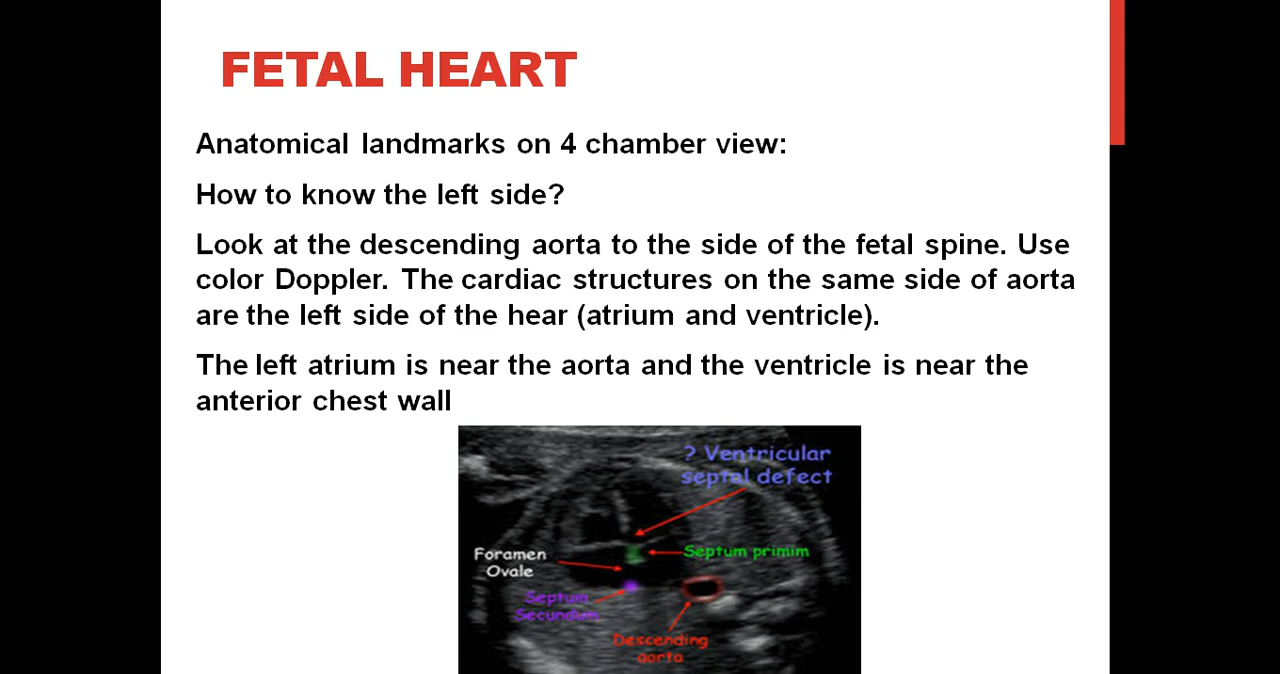 FETAL HEART
Anatomical landmarks on 4 chamber view:
How to know the left side?
Look at the descending aorta to the side of the fetal spine. Use
color Doppler. The cardiac structures on the same side of aorta
are the left side of the hear (atrium and ventricle).
The left atrium is near the aorta and the ventricle is near the
anterior chest wall
? Ventricular
septal defect
Foramen
Ovale
Septum primim
Septum
Secundum
Descending
aorta